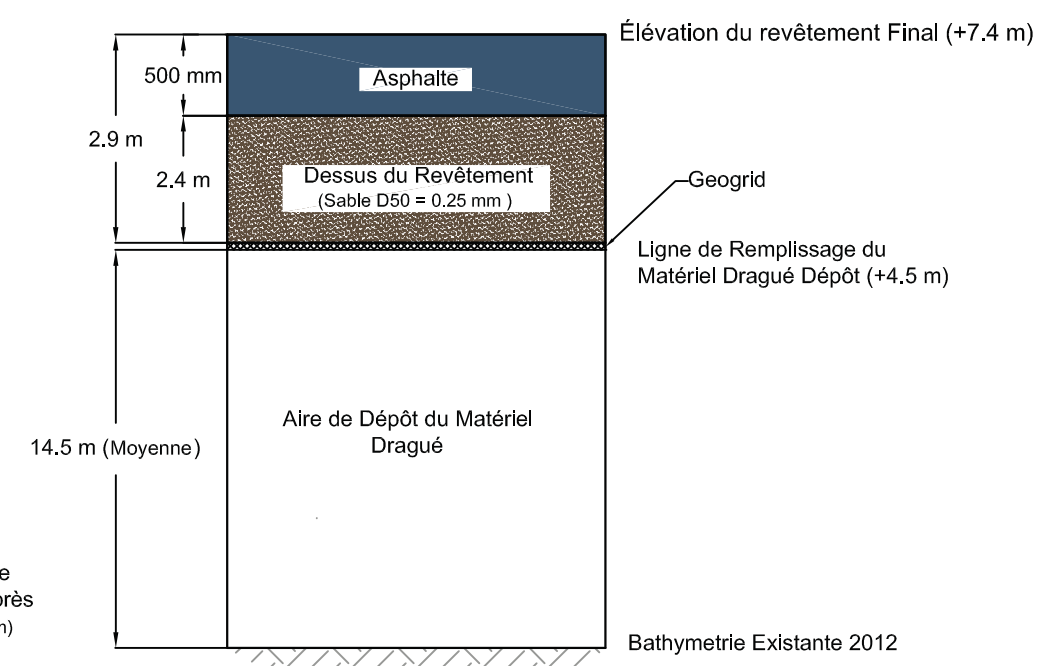 Élévation du revêtement Final (+7.4 m)
500 mm
Asphalte
2.9 m
2.4 m
Dessus du Revêtement
(Sable D50 = 0.25 mm )
Geogrid
Ligne de Remplissage du
Matériel Dragué Dépôt (+4.5 m)
Aire de Dépôt du Matériel
Dragué
14.5 m (Moyenne)
Bathymetrie Existante 2012